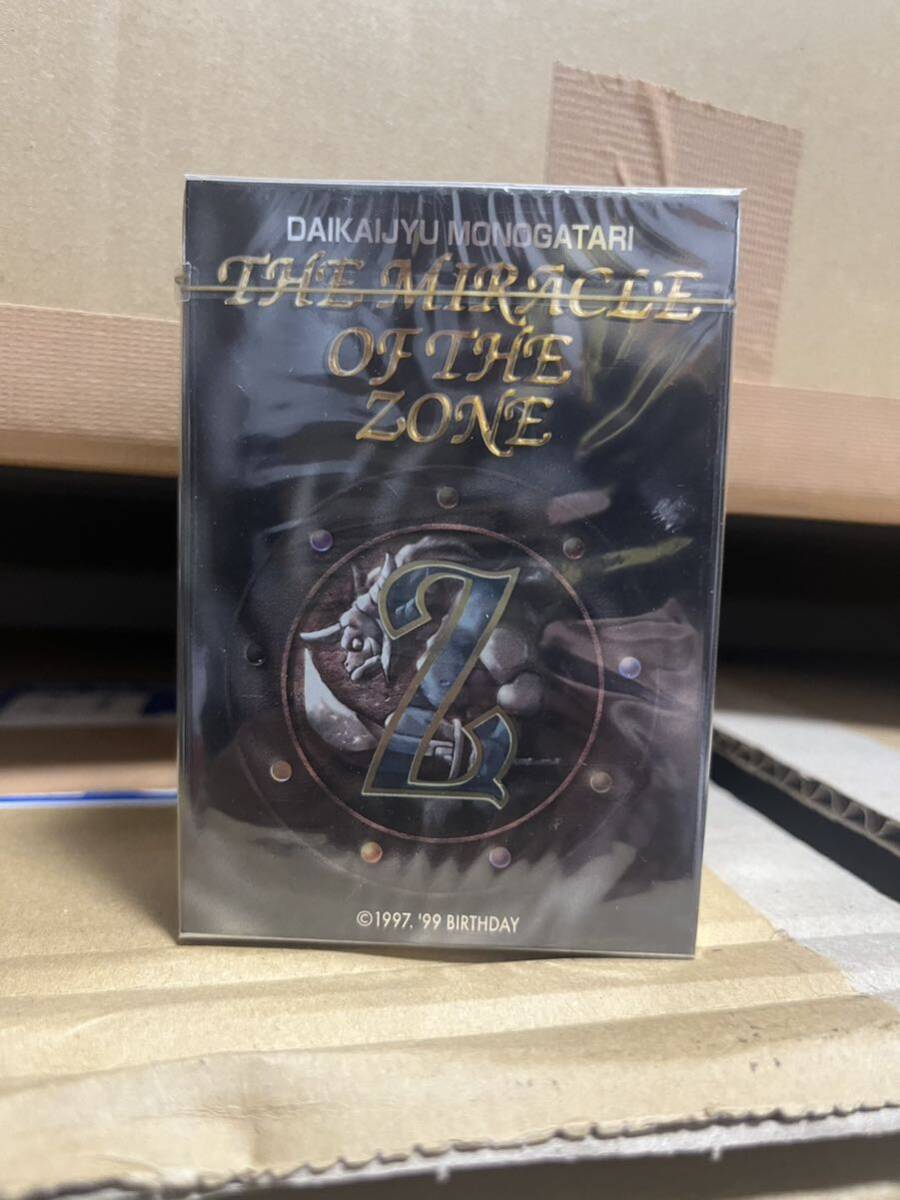 DAIKAIJYU MONOGATARI
THE MIRACLE
OF THE
ZONE
Z
©1997. '99 BIRTHDAY